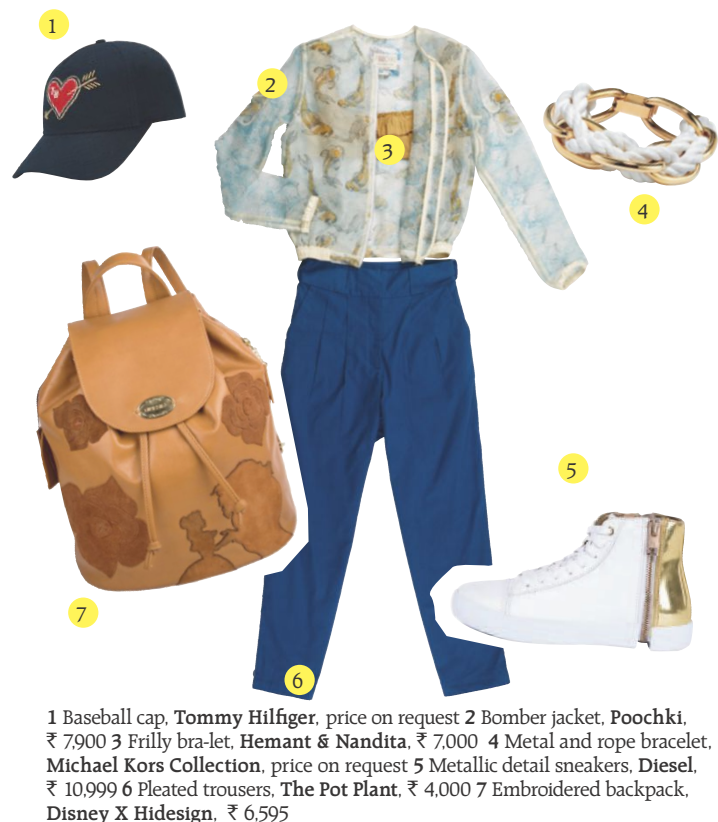 1
2
3
4
5
6
7
1 Baseball cap, Tommy Hilfiger, price on request 2 Bomber jacket, Poochki,
₹ 7,900 3 Frilly bra-let, Hemant & Nandita, ₹ 7,000 4 Metal and rope bracelet,
Michael Kors Collection, price on request 5 Metallic detail sneakers, Diesel,
₹ 10,999 6 Pleated trousers, The Pot Plant, ₹ 4,000 7 Embroidered backpack,
Disney X Hidesign, ₹ 6,595